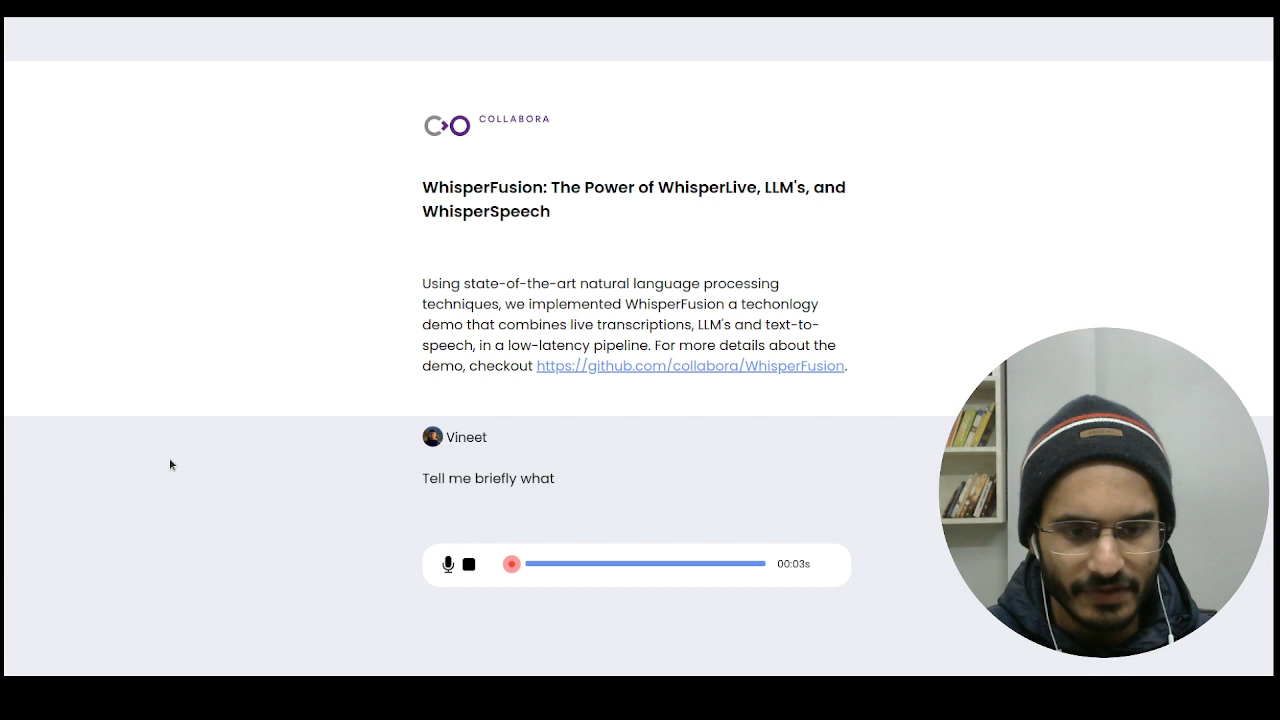 COLLABORA
WhisperFusion: The Power of WhisperLive, LLM's, and
WhisperSpeech
Using state-of-the-art natural language processing
techniques, we implemented WhisperFusion a techonlogy
demo that combines live transcriptions, LLM's and text-to-
speech, in a low-latency pipeline. For more details about the
demo, checkout https://github.com/collabora/WhisperFusion.
Vineet
Tell me briefly what
00:03s